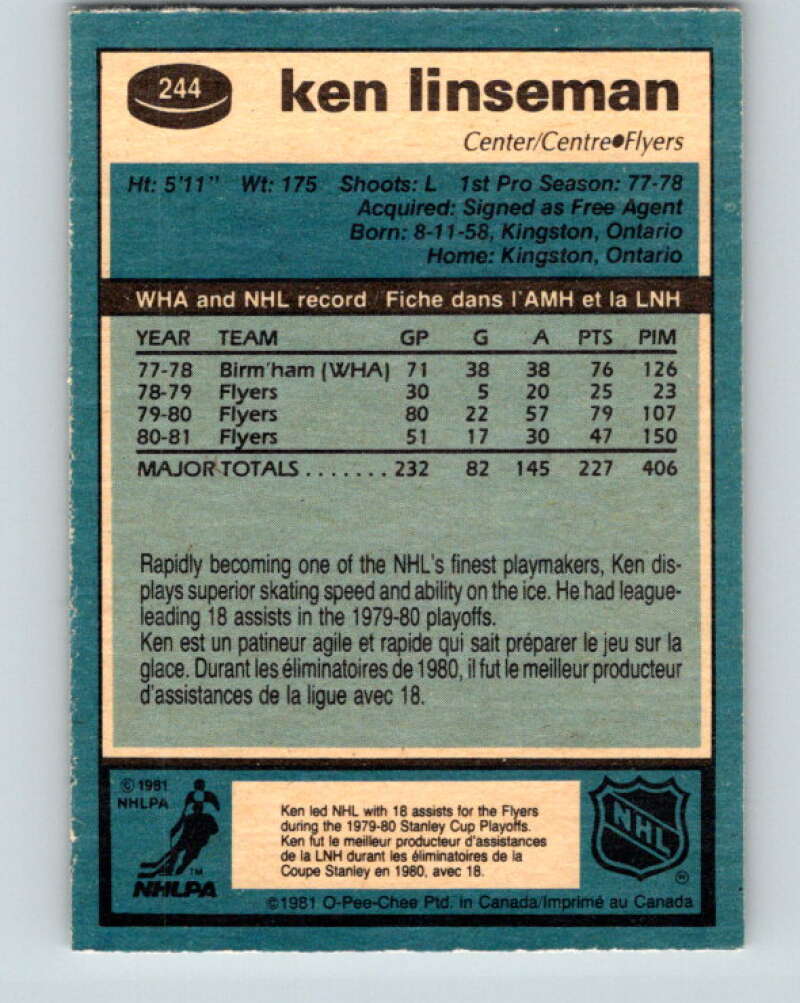 244
ken linseman
Center/Centre●Flyers
Ht: 5'11" Wt: 175 Shoots: L 1st Pro Season: 77-78
Acquired: Signed as Free Agent
Born: 8-11-58, Kingston, Ontario
Home: Kingston, Ontario
WHA and NHL record Fiche dans l'AMH et la LNH
YEAR TEAM GP G A PTS PIM
77-78 Birm'ham (WHA) 71 38 38 76 126
78-79 Flyers 30 5 20 25 23
79-80 Flyers 80 22 57 79 107
80-81 Flyers 51 17 30 47 150
MAJOR TOTALS ....... 232 82 145 227 406
Rapidly becoming one of the NHL's finest playmakers, Ken dis-
plays superior skating speed and ability on the ice. He had league-
leading 18 assists in the 1979-80 playoffs.
Ken est un patineur agile et rapide qui sait préparer le jeu sur la
glace. Durant les éliminatoires de 1980, il fut le meilleur producteur
d'assistances de la ligue avec 18.
© 1981
NHLPA
TM
NHLPA
Ken led NHL with 18 assists for the Flyers
during the 1979-80 Stanley Cup Playoffs.
Ken fut le meilleur producteur d'assistances
de la LNH durant les éliminatoires de la
Coupe Stanley en 1980, avec 18.
NHL
©1981 O-Pee-Chee Ptd. in Canada/Imprimé au Canada